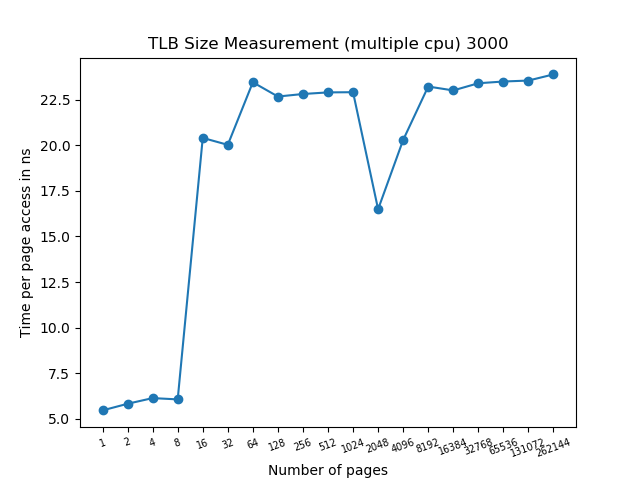 TLB Size Measurement (multiple cpu) 3000
Time per page access in ns
22.5
20.0
17.5
15.0
12.5
10.0
7.5
5.0
1 2 4 8 16 32 64 128 256 512 1024 2048 4096 8192 16384 32768 65536 131072 262144
Number of pages